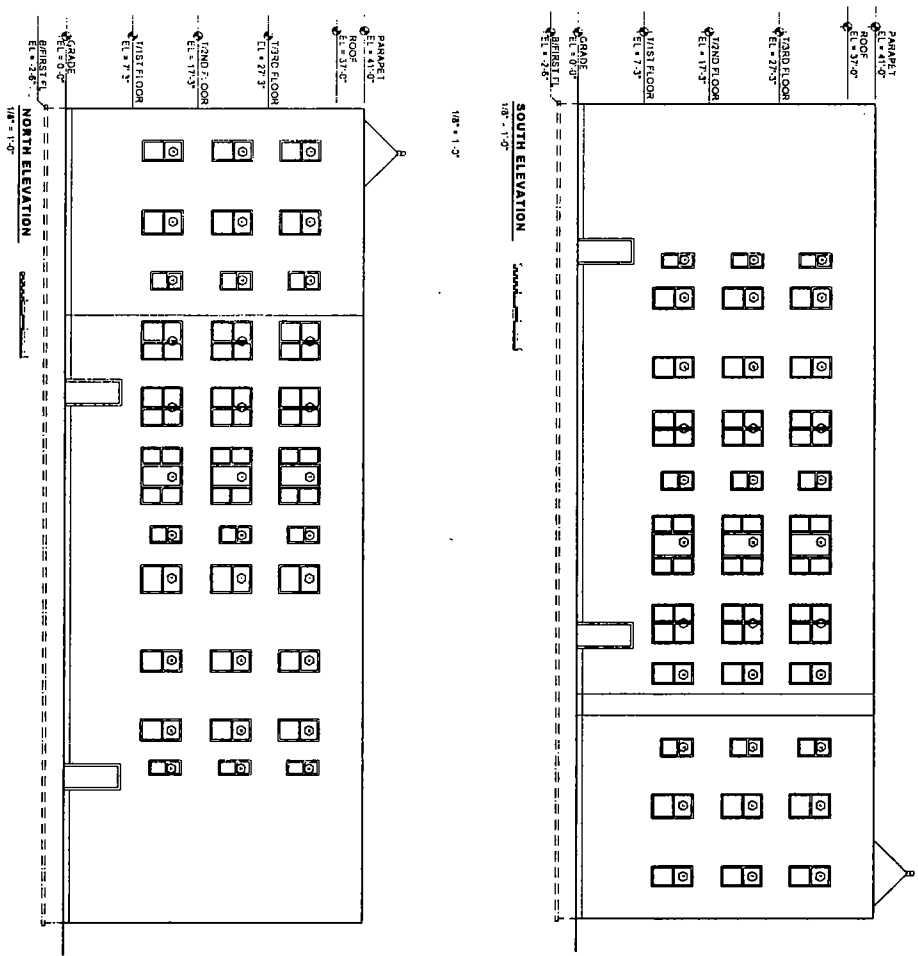 PARAPET
EL = 41'-0"
ROOF
EL = 37'-0"
T/3RD FLOOR
EL = 27'3"
T/2ND FLOOR
EL = 17'-3"
T/1ST FLOOR
EL = 7'3"
GRADE
EL = 0'-0"
B/FIRST FL
EL = -2'-6"
NORTH ELEVATION
1/8" = 1'-0"
1/8" = 1'-0"
PARAPET
EL = 41'-0"
ROOF
EL = 37'-0"
T/3RD FLOOR
EL = 27'3"
T/2ND FLOOR
EL = 17'-3"
T/1ST FLOOR
EL = 7'-3"
GRADE
EL = 0'-0"
B/FIRST FL
EL = -2'-6"
SOUTH ELEVATION
1/8" = 1'-0"